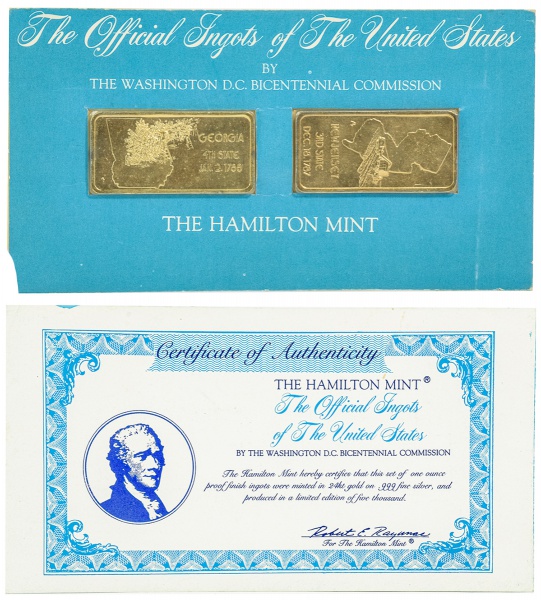 The Official Ingots of The United States
BY
THE WASHINGTON D.C. BICENTENNIAL COMMISSION
GEORGIA
4TH STATE
JAN. 2, 1788
3RD STATE
DEC. 18, 1787
THE HAMILTON MINT
Certificate of Authenticity
THE HAMILTON MINT®
The Official Ingots
of The United States
BY THE WASHINGTON D.C. BICENTENNIAL COMMISSION
The Hamilton Mint hereby certifies that this set of one ounce
proof finish ingots were minted in 24kt gold on .999 fine silver, and
produced in a limited edition of five thousand.
Robert E.
For The Hamilton Mint®